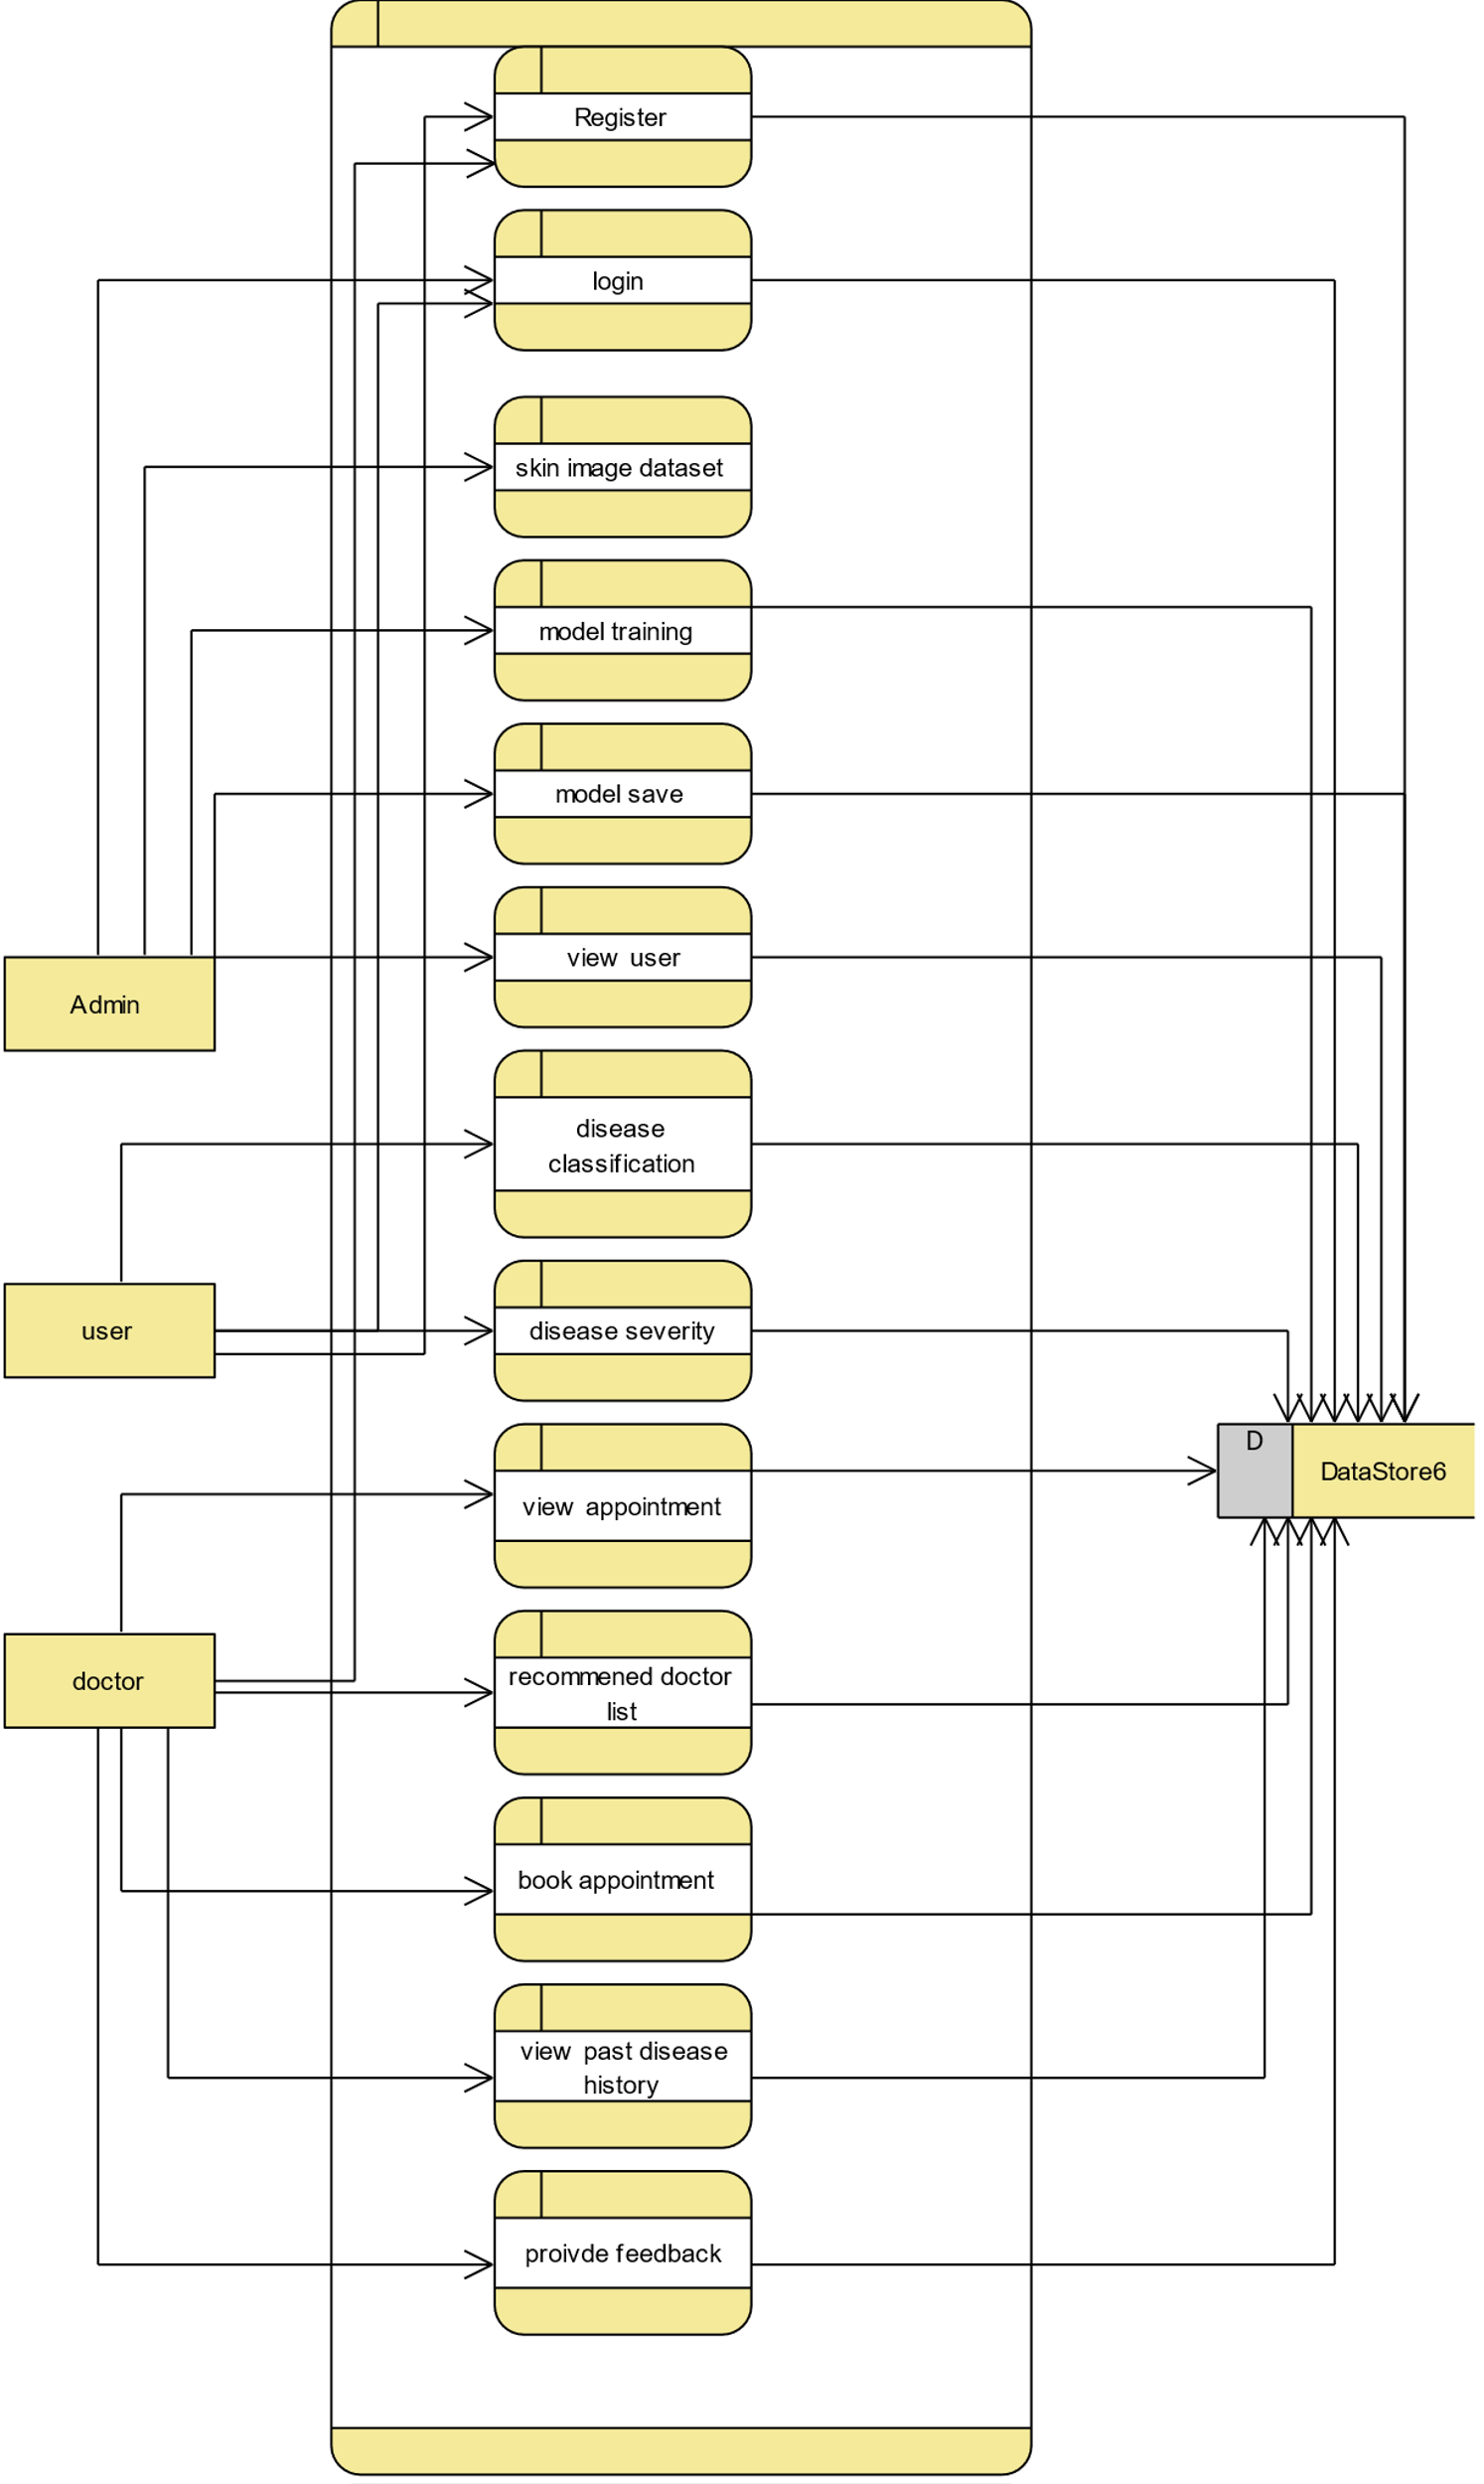 Register
login
skin image dataset
model training
model save
view user
Admin
disease
classification
user
disease severity
D
DataStore6
view appointment
doctor
recommened doctor
list
book appointment
view past disease
history
proivde feedback